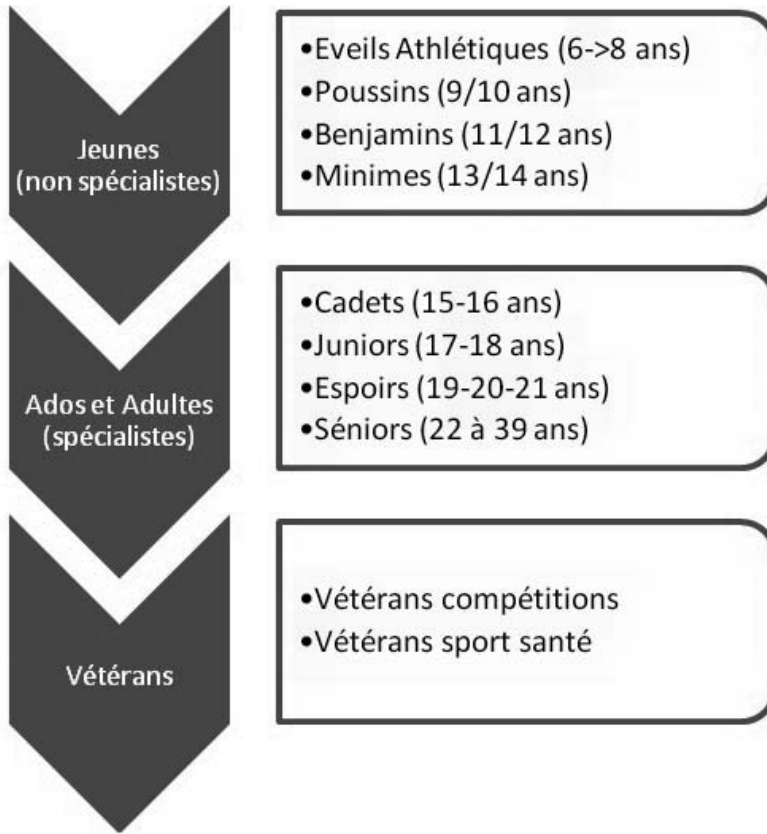 Jeunes
(non spécialistes)
•Eveils Athlétiques (6->8 ans)
•Poussins (9/10 ans)
•Benjamins (11/12 ans)
•Minimes (13/14 ans)
Ados et Adultes
(spécialistes)
•Cadets (15-16 ans)
•Juniors (17-18 ans)
•Espoirs (19-20-21 ans)
•Séniors (22 à 39 ans)
Vétérans
•Vétérans compétitions
•Vétérans sport santé